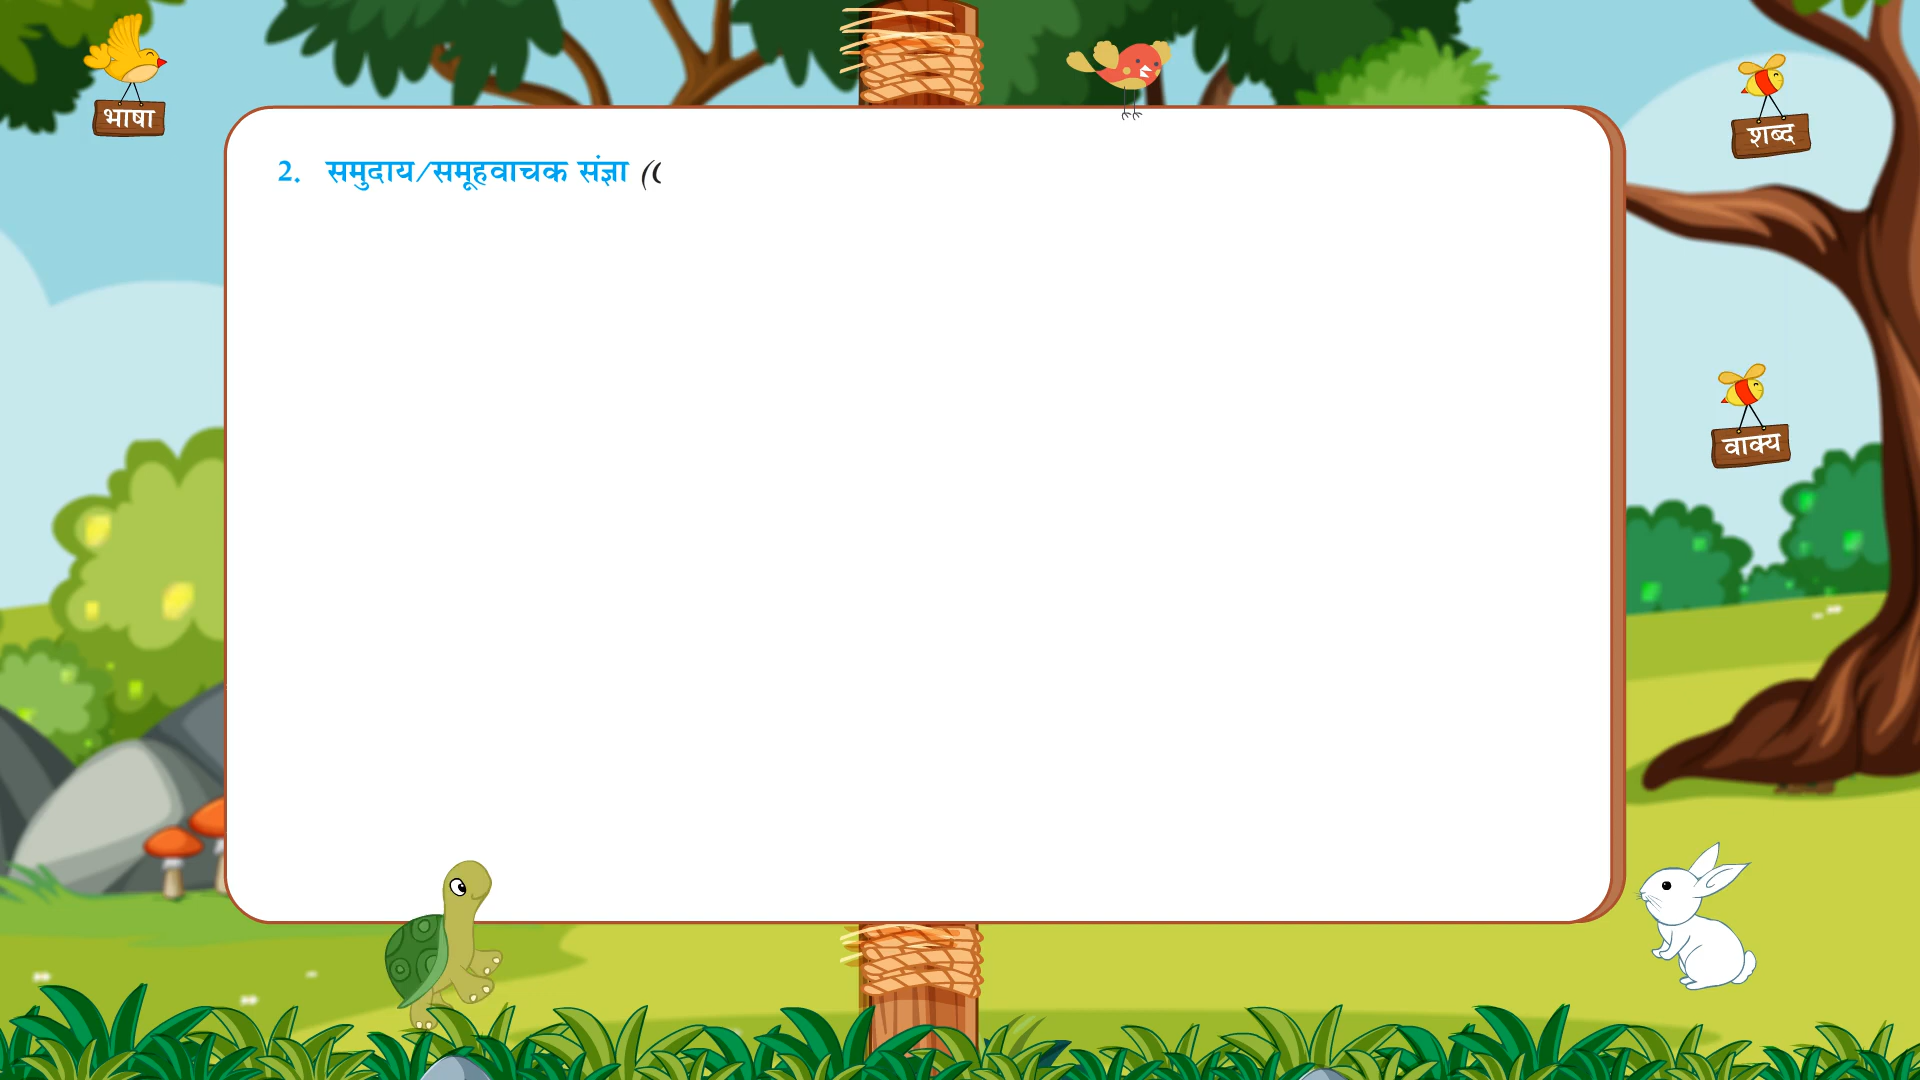 भाषा
शब्द
2. समुदाय/समूहवाचक संज्ञा (
वाक्य